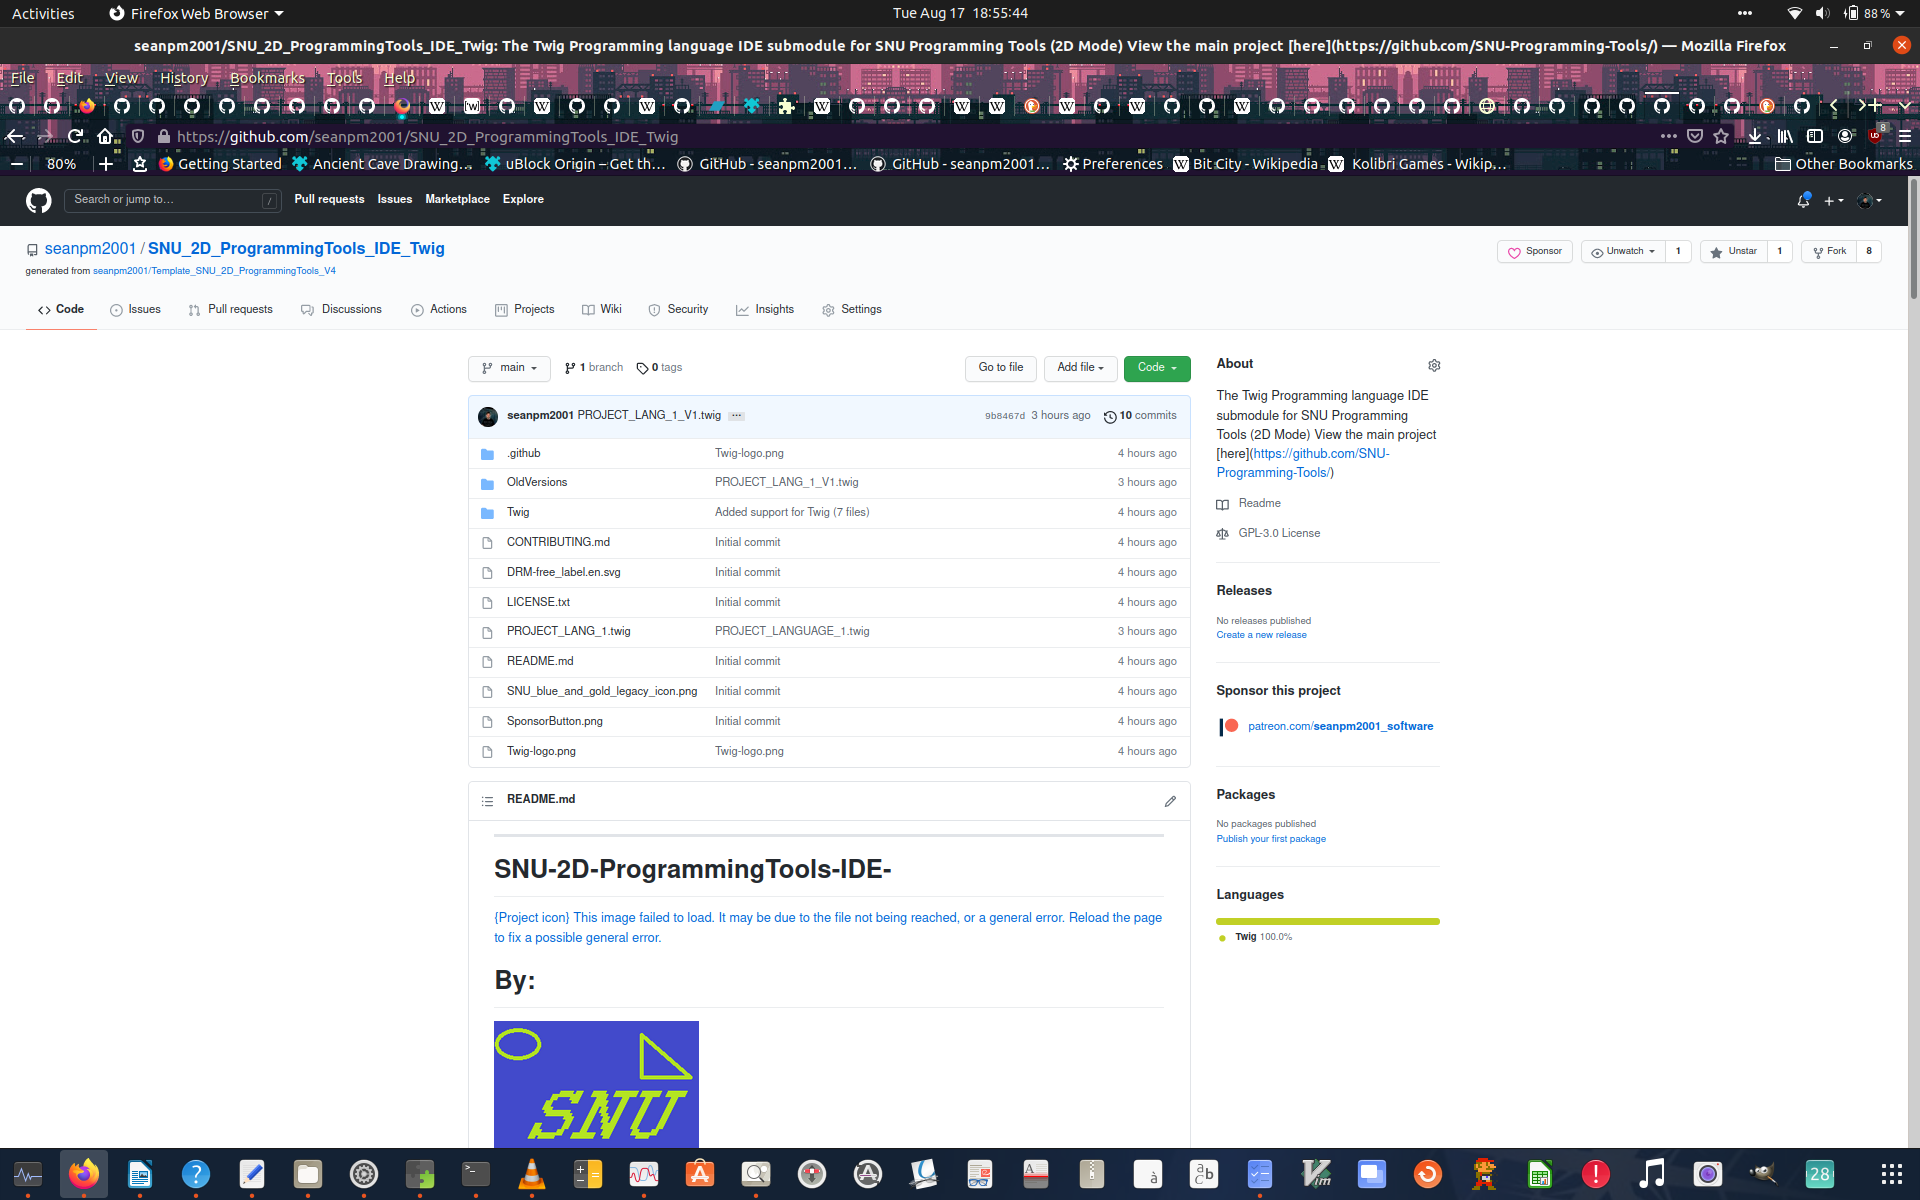 Activities Firefox Web Browser Tue Aug 17 18:55:44 88 %
seanpm2001/SNU_2D_ProgrammingTools_IDE_Twig: The Twig Programming language IDE submodule for SNU Programming Tools (2D Mode) View the main project [here](https://github.com/SNU-Programming-Tools/) — Mozilla Firefox
File Edit View History Bookmarks Tools Help
https://github.com/seanpm2001/SNU_2D_ProgrammingTools_IDE_Twig 8
80% Getting Started Ancient Cave Drawing… uBlock Origin – Get th… GitHub - seanpm2001… GitHub - seanpm2001… Preferences Bit City - Wikipedia Kolibri Games - Wikip… Other Bookmarks
Search or jump to… / Pull requests Issues Marketplace Explore
seanpm2001 / SNU_2D_ProgrammingTools_IDE_Twig Sponsor Unwatch 1 Unstar 1 Fork 8
generated from seanpm2001/Template_SNU_2D_ProgrammingTools_V4
Code Issues Pull requests Discussions Actions Projects Wiki Security Insights Settings
main 1 branch 0 tags Go to file Add file Code
seanpm2001 PROJECT_LANG_1_V1.twig … 9b8467d 3 hours ago 10 commits
.github Twig-logo.png 4 hours ago
OldVersions PROJECT_LANG_1_V1.twig 3 hours ago
Twig Added support for Twig (7 files) 4 hours ago
CONTRIBUTING.md Initial commit 4 hours ago
DRM-free_label.en.svg Initial commit 4 hours ago
LICENSE.txt Initial commit 4 hours ago
PROJECT_LANG_1.twig PROJECT_LANGUAGE_1.twig 3 hours ago
README.md Initial commit 4 hours ago
SNU_blue_and_gold_legacy_icon.png Initial commit 4 hours ago
SponsorButton.png Initial commit 4 hours ago
Twig-logo.png Twig-logo.png 4 hours ago
README.md
SNU-2D-ProgrammingTools-IDE-
{Project icon} This image failed to load. It may be due to the file not being reached, or a general error. Reload the page
to fix a possible general error.
By:
SNU
About
The Twig Programming language IDE
submodule for SNU Programming
Tools (2D Mode) View the main project
[here](https://github.com/SNU-
Programming-Tools/)
Readme
GPL-3.0 License
Releases
No releases published
Create a new release
Sponsor this project
patreon.com/seanpm2001_software
Packages
No packages published
Publish your first package
Languages
Twig 100.0%
28